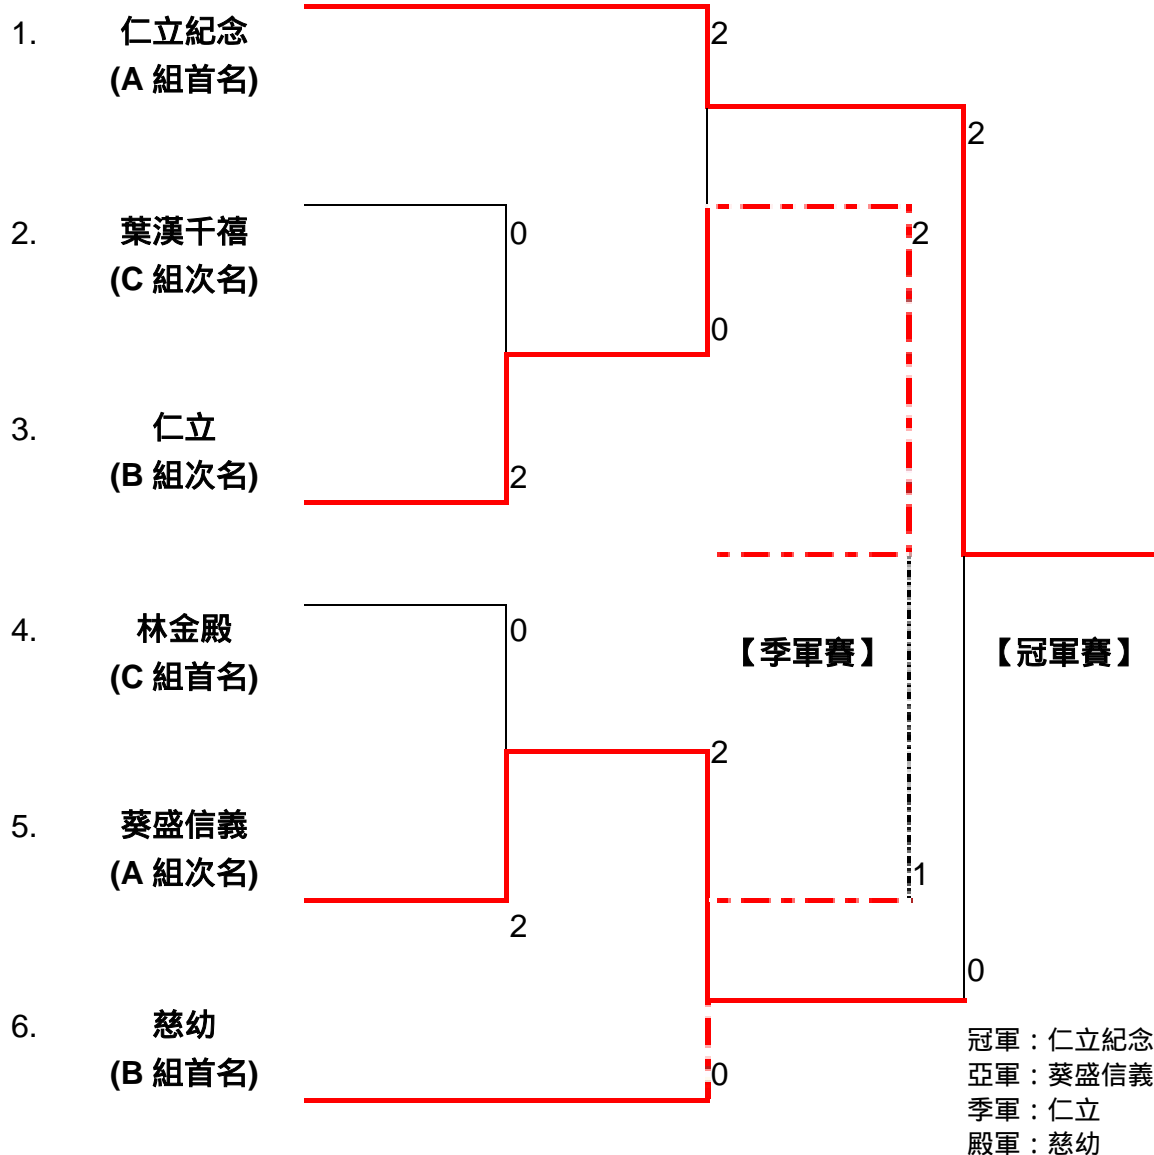 1. 仁立紀念
(A 組首名)
2
2
2. 葉漢千禧
(C 組次名)
0
2
0
3. 仁立
(B 組次名)
2
4. 林金殿
(C 組首名)
0
【季軍賽】
【冠軍賽】
2
5. 葵盛信義
(A 組次名)
1
2
0
6. 慈幼
(B 組首名)
0
冠軍：仁立紀念
亞軍：葵盛信義
季軍：仁立
殿軍：慈幼